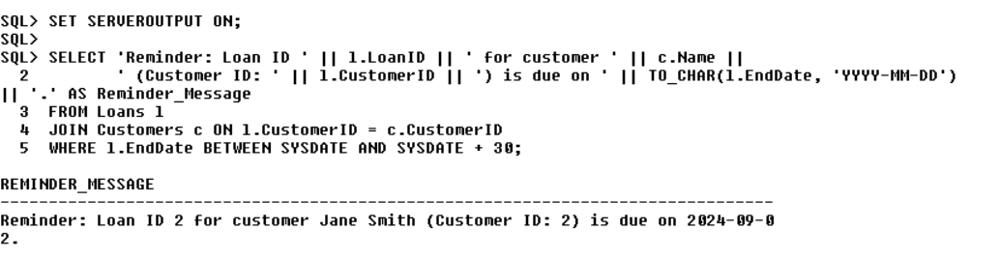 SQL> SET SERVEROUTPUT ON;
SQL>
SQL> SELECT 'Reminder: Loan ID ' || l.LoanID || ' for customer ' || c.Name ||
  2         ' (Customer ID: ' || l.CustomerID || ') is due on ' || TO_CHAR(l.EndDate, 'YYYY-MM-DD')
|| '.' AS Reminder_Message
  3  FROM Loans l
  4  JOIN Customers c ON l.CustomerID = c.CustomerID
  5  WHERE l.EndDate BETWEEN SYSDATE AND SYSDATE + 30;
REMINDER_MESSAGE
--------------------------------------------------------------------------------
Reminder: Loan ID 2 for customer Jane Smith (Customer ID: 2) is due on 2024-09-0
2.